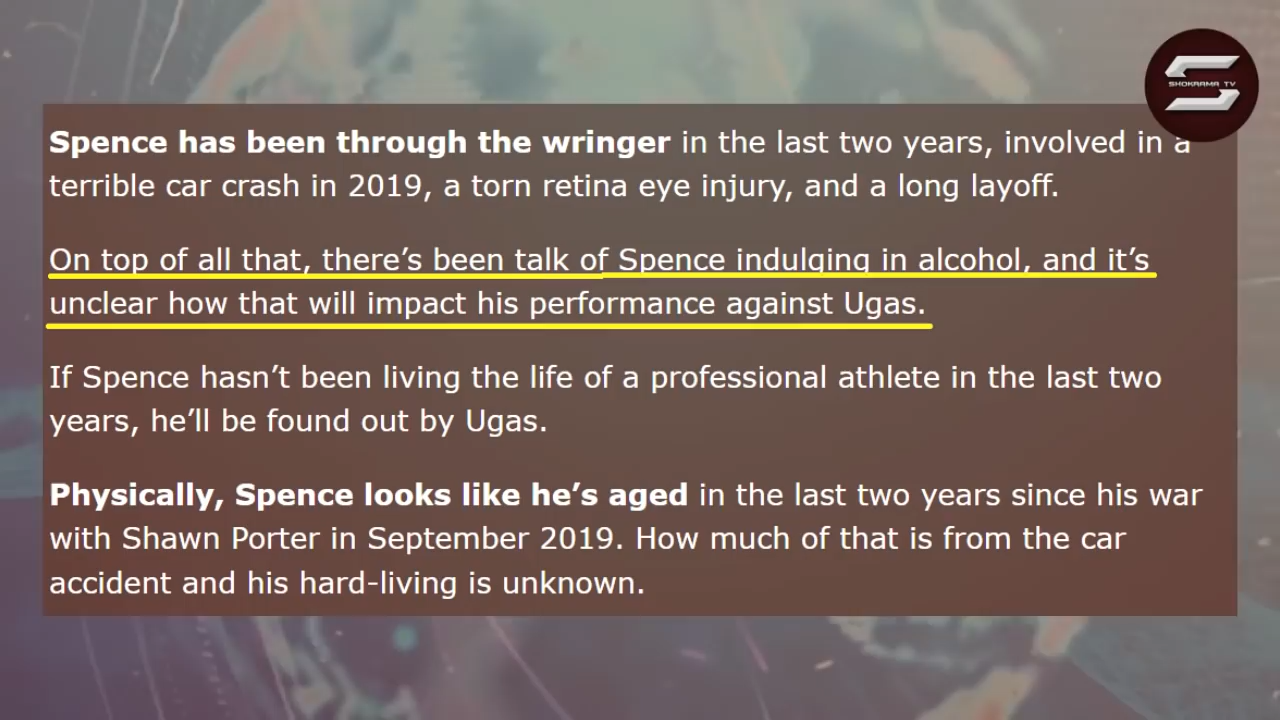 SHOKRAMA TV
Spence has been through the wringer in the last two years, involved in a
terrible car crash in 2019, a torn retina eye injury, and a long layoff.
On top of all that, there’s been talk of Spence indulging in alcohol, and it’s
unclear how that will impact his performance against Ugas.
If Spence hasn’t been living the life of a professional athlete in the last two
years, he’ll be found out by Ugas.
Physically, Spence looks like he’s aged in the last two years since his war
with Shawn Porter in September 2019. How much of that is from the car
accident and his hard-living is unknown.